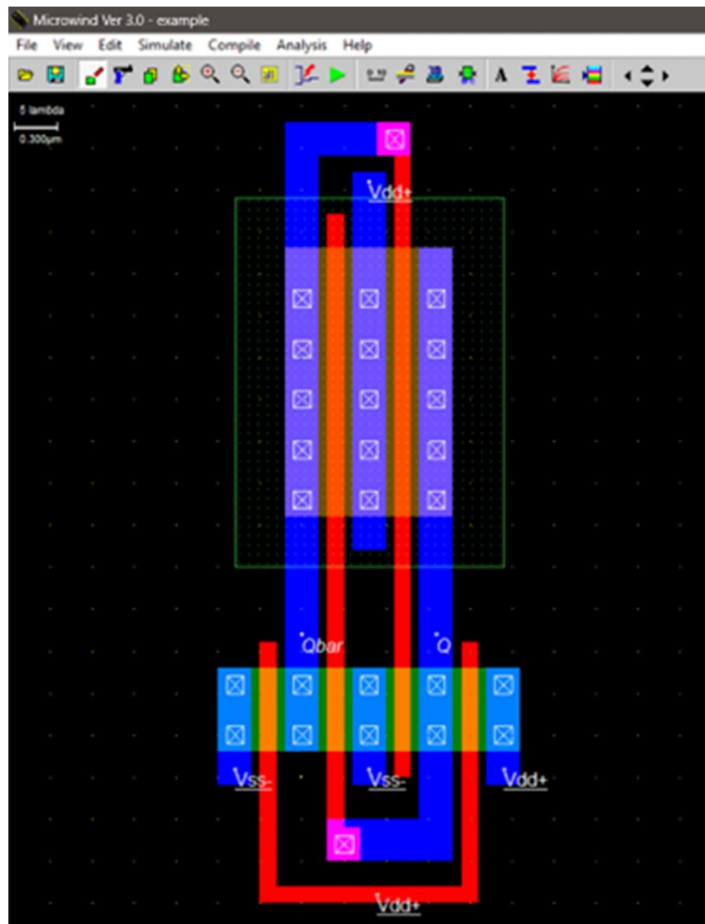 Microwind Ver 3.0 - example
File View Edit Simulate Compile Analysis Help
A
5 lambda
0.300μm
Vdd+
Qbar
Q
Vss-
Vss-
Vdd+
Vdd+